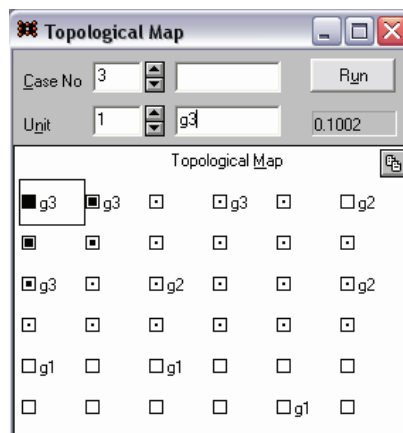 Topological Map
Case No 3 Run
Unit 1 g3 0.1002
Topological Map
g3 g3 g3 g2
g3 g2 g2
g1 g1
g1